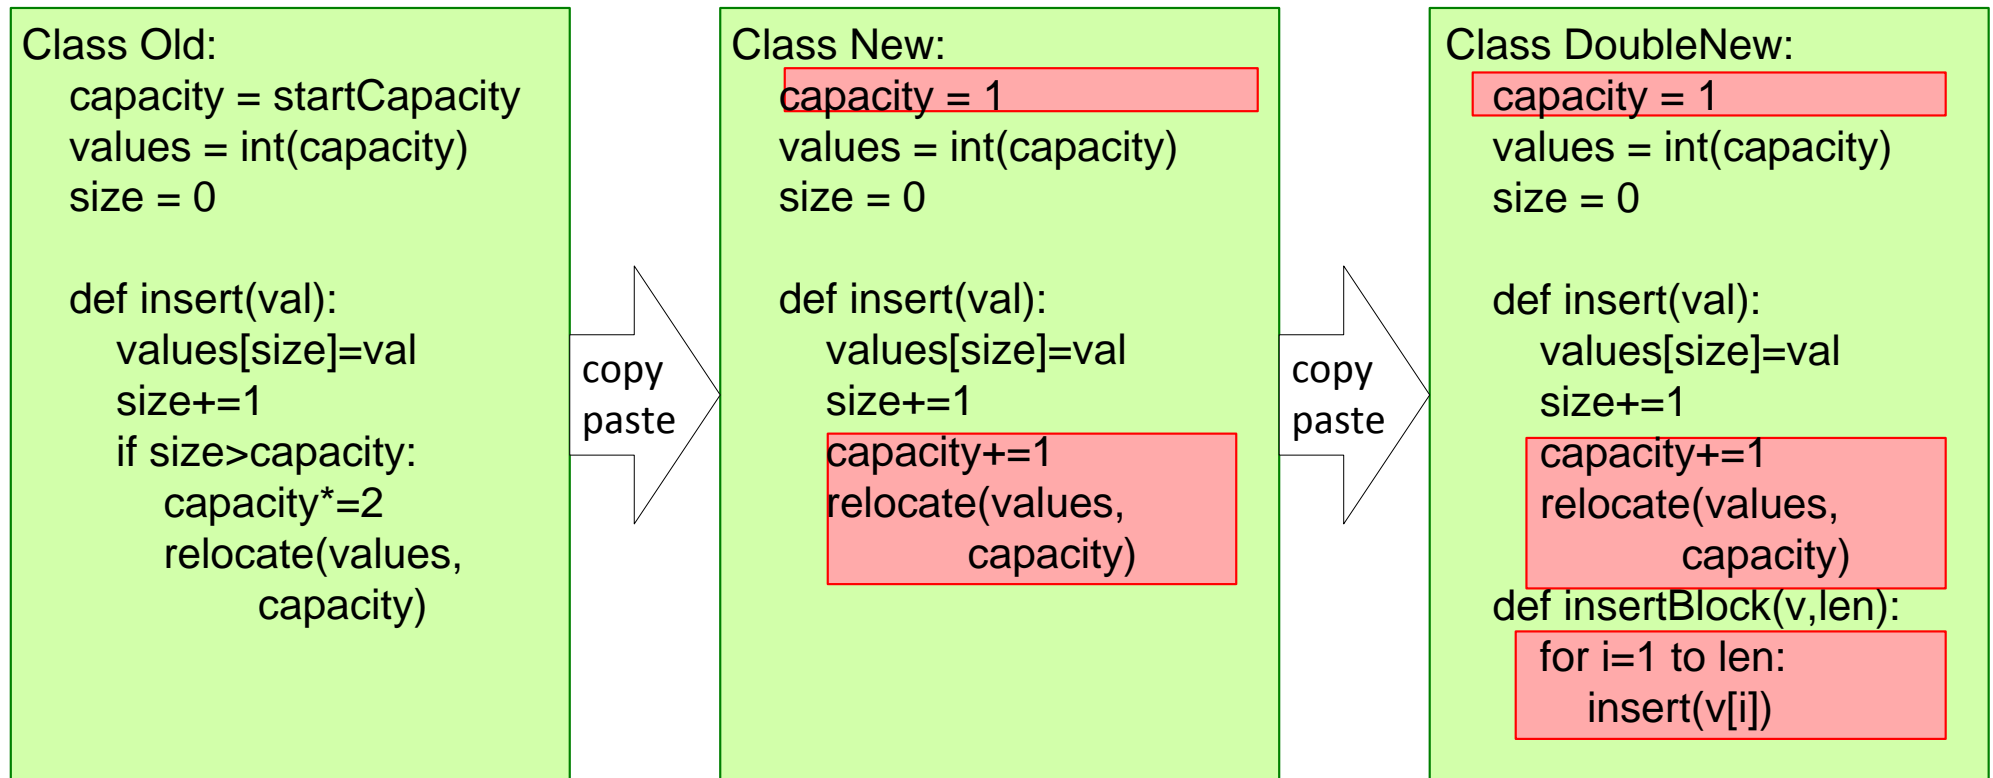 Class Old:
capacity = startCapacity
values = int(capacity)
size = 0
def insert(val):
values[size]=val
size+=1
if size>capacity:
capacity*=2
relocate(values,
capacity)
copy
paste
Class New:
capacity = 1
values = int(capacity)
size = 0
def insert(val):
values[size]=val
size+=1
capacity+=1
relocate(values,
capacity)
copy
paste
Class DoubleNew:
capacity = 1
values = int(capacity)
size = 0
def insert(val):
values[size]=val
size+=1
capacity+=1
relocate(values,
capacity)
def insertBlock(v,len):
for i=1 to len:
insert(v[i])